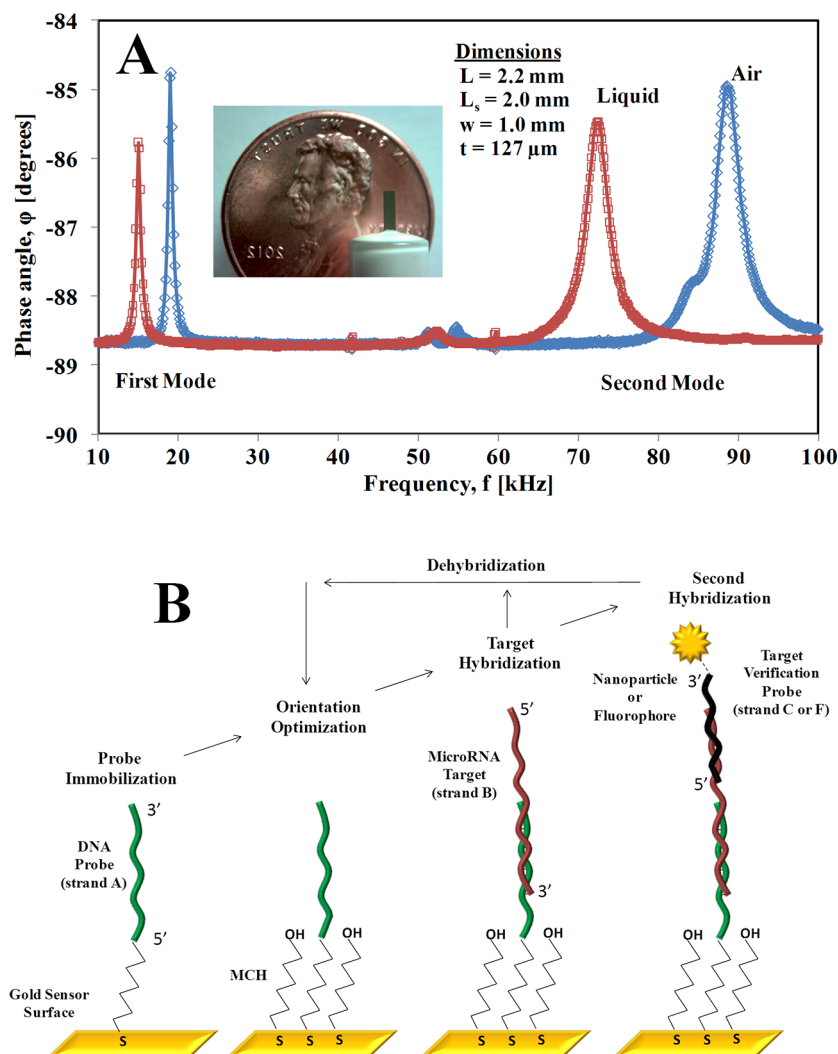 A
-84
-85
-86
-87
-88
-89
-90
Phase angle, φ [degrees]
Dimensions
L = 2.2 mm
Ls = 2.0 mm
w = 1.0 mm
t = 127 µm
Liquid
Air
TRUST
2012
First Mode
Second Mode
10 20 30 40 50 60 70 80 90 100
Frequency, f [kHz]
B
Dehybridization
Second
Hybridization
Target
Hybridization
Orientation
Optimization
Probe
Immobilization
Nanoparticle
or
Fluorophore
3’
Target
Verification
Probe
(strand C or F)
5’
MicroRNA
Target
(strand B)
5’
3’
DNA
Probe
(strand A)
3’
5’
OH OH
OH OH
OH OH
MCH
Gold Sensor
Surface
S
S S S
S S S
S S S